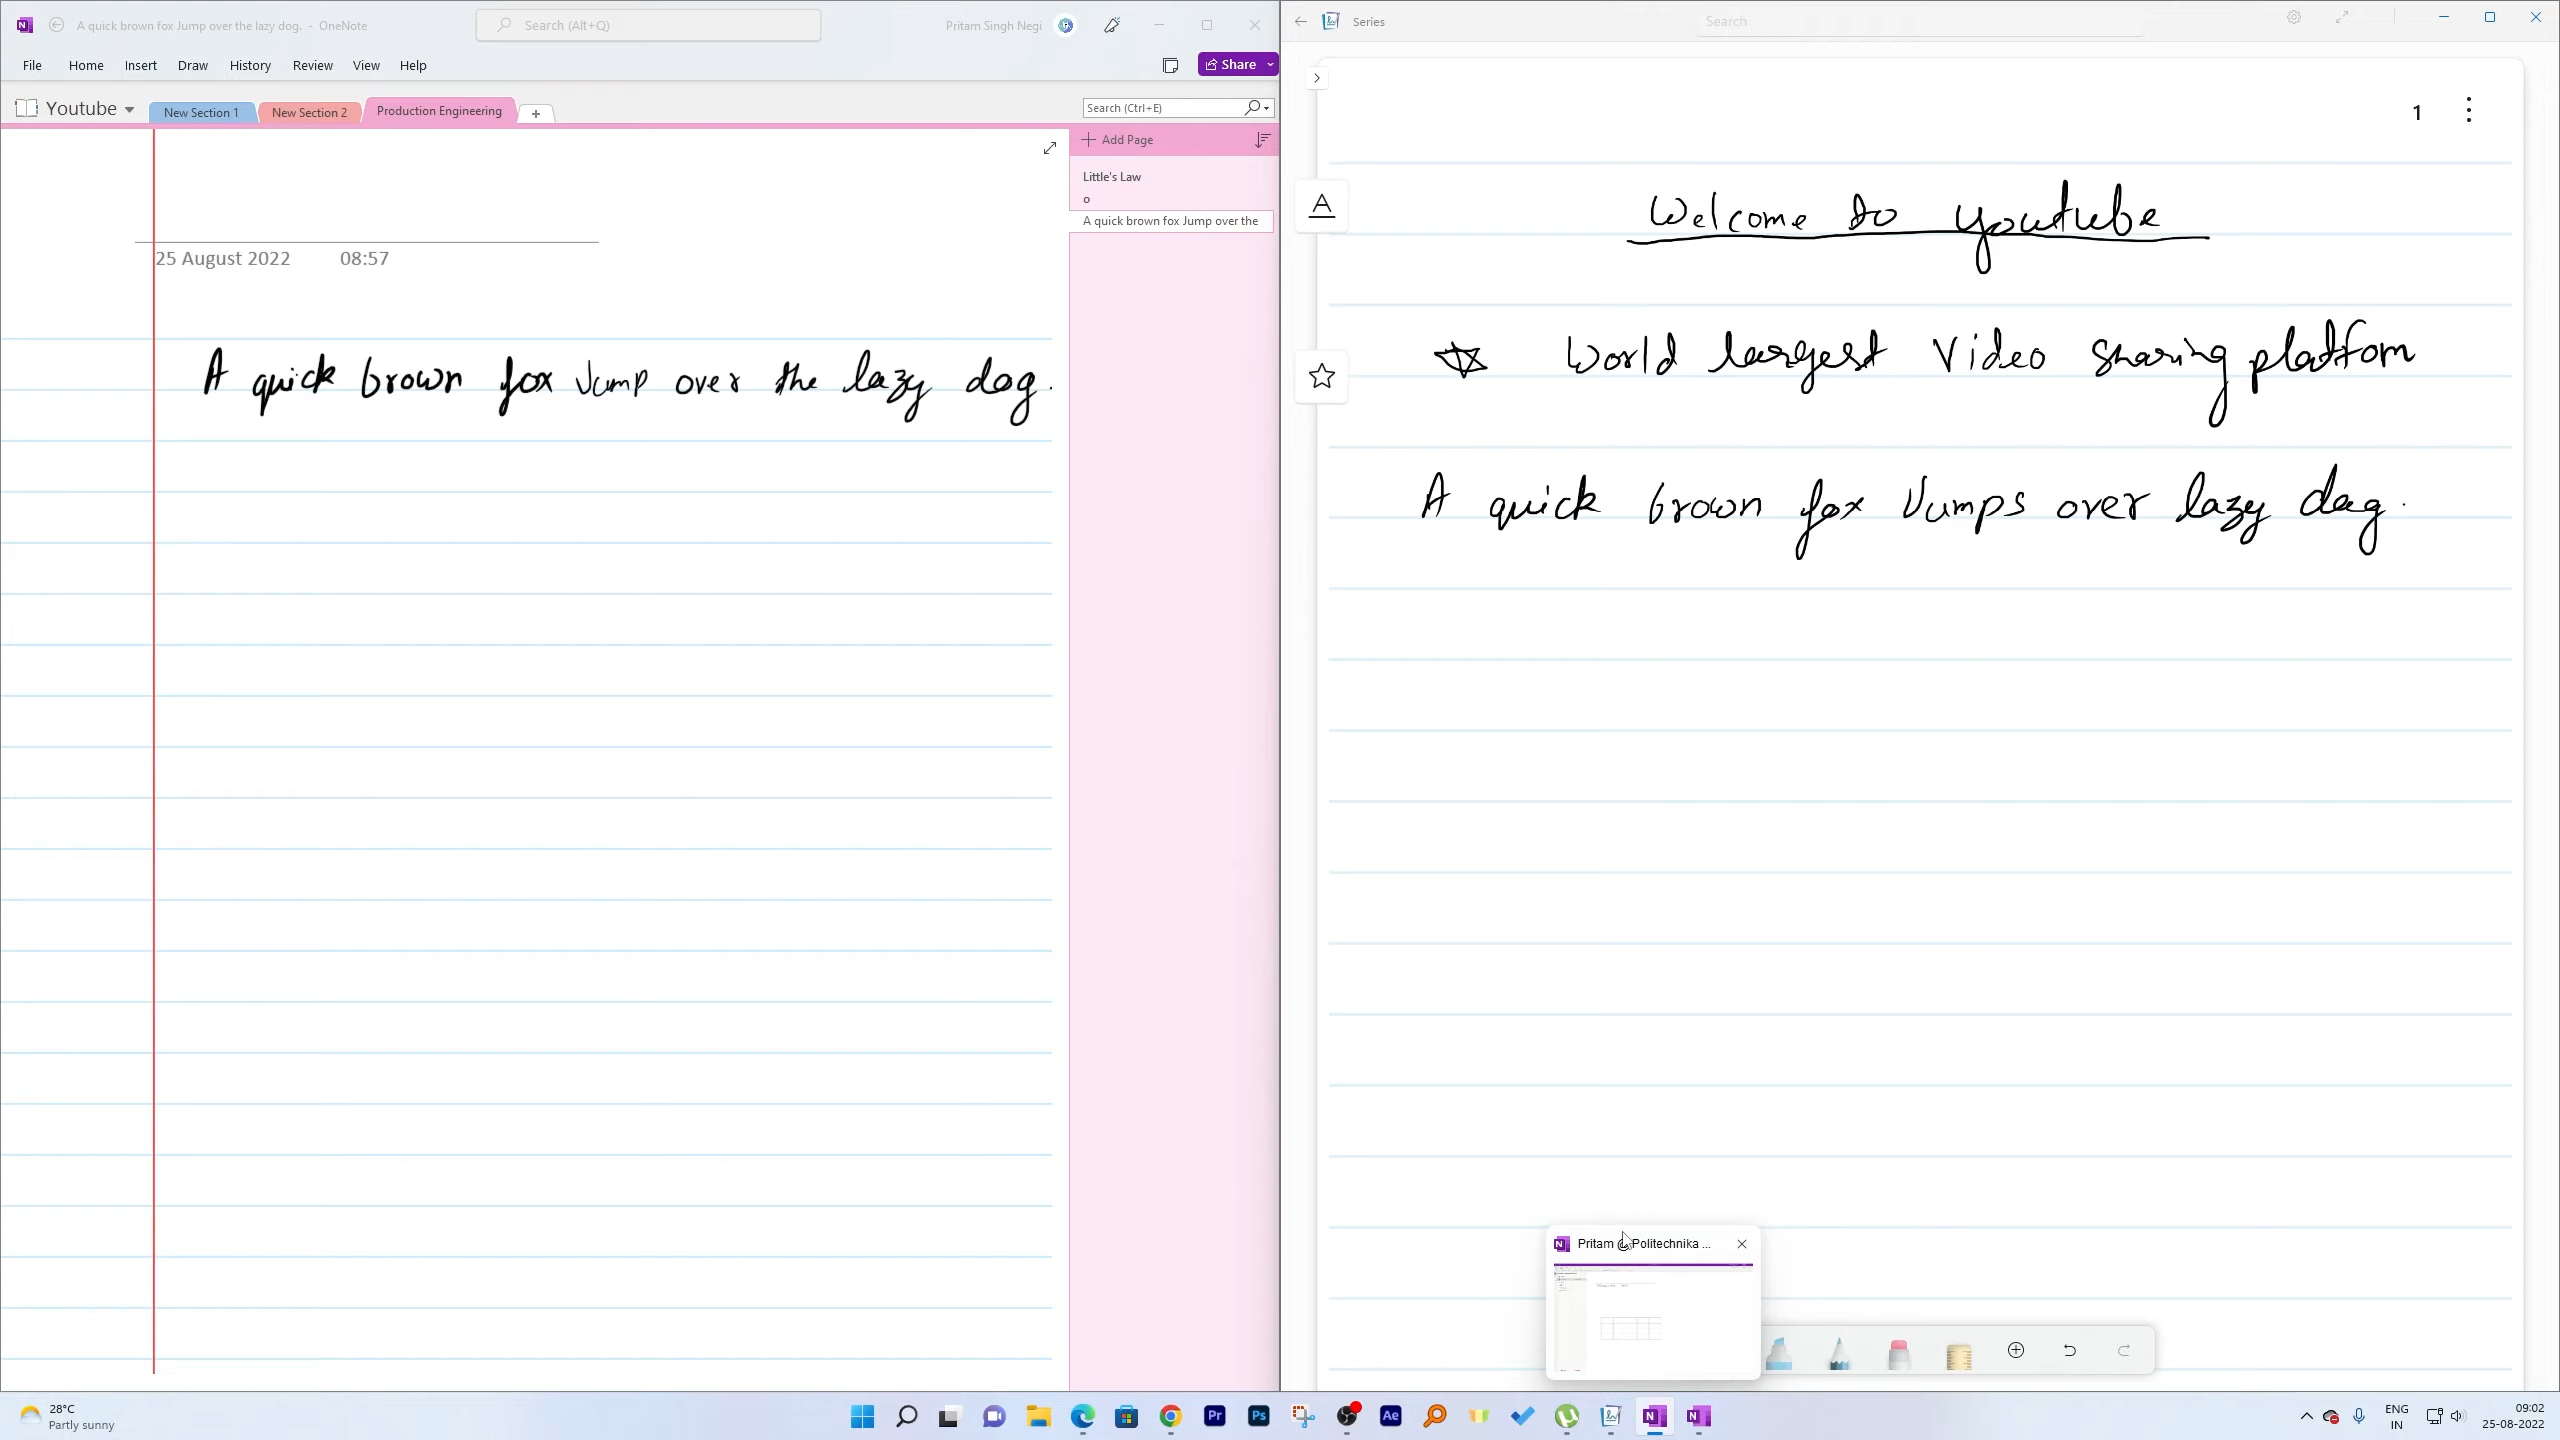 A quick brown fox Jump over the lazy dog. - OneNote
Search (Alt+Q)
Pritam Singh Negi
File Home Insert Draw History Review View Help
Share
Youtube
New Section 1
New Section 2
Production Engineering
Search (Ctrl+E)
Add Page
Little's Law
o
A quick brown fox Jump over the
25 August 2022 08:57
A quick brown fox Jump over the lazy dog.
Series
Search
1
Welcome to youtube
World largest Video sharing platfom
A quick brown fox Jumps over lazy dog.
Pritam @ Politechnika ...
28°C
Partly sunny
Pr
Ps
Ae
ENG
IN
09:02
25-08-2022